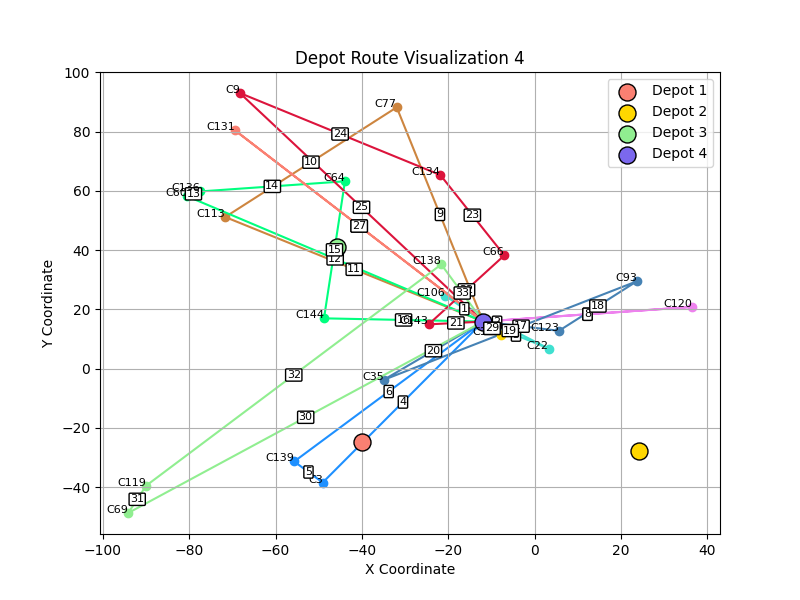 Depot Route Visualization 4
Depot 1
Depot 2
Depot 3
Depot 4
Y Coordinate
100
80
60
40
20
0
−20
−40
−100
−80
−60
−40
−20
0
20
40
X Coordinate
C9
C77
C131
24
10
C134
C64
14
C136
13
C113
25
9
23
27
15
12
11
C138
C66
C106
33
1
C93
C120
18
8
C144
C143
21
C123
19
29
C22
20
C35
32
6
4
30
C139
5
C3
C119
31
C69